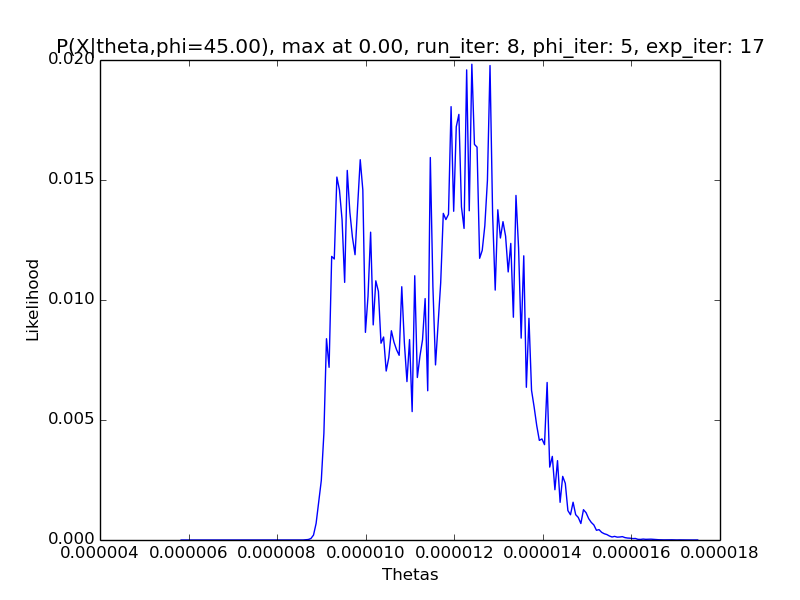 P(X|theta,phi=45.00), max at 0.00, run_iter: 8, phi_iter: 5, exp_iter: 17
0.020
0.015
0.010
0.005
0.000
Likelihood
0.000004 0.000006 0.000008 0.000010 0.000012 0.000014 0.000016 0.000018
Thetas